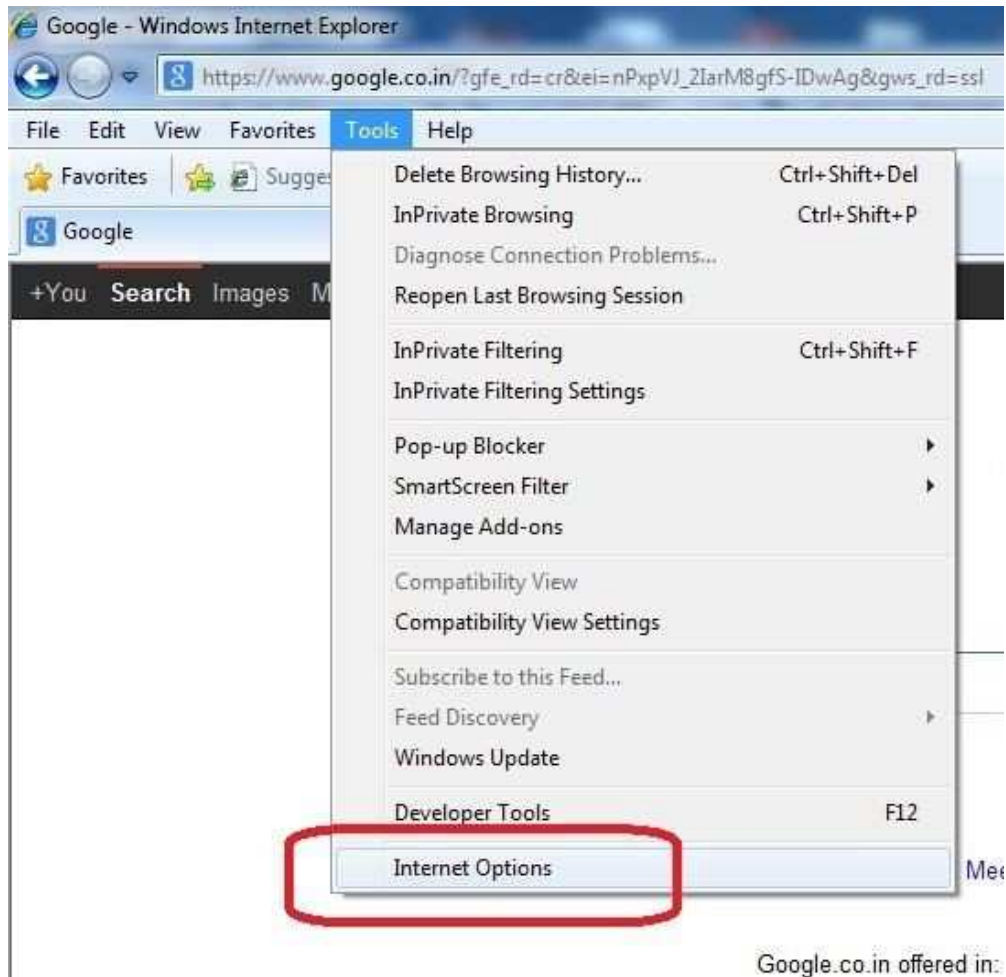 Google - Windows Internet Explorer
https://www.google.co.in/?gfe_rd=cr&ei=nPxpVJ_2IarM8gfS-IDwAg&gws_rd=ssl
File Edit View Favorites Tools Help
Favorites Sugge
Google
+You Search Images M
Delete Browsing History... Ctrl+Shift+Del
InPrivate Browsing Ctrl+Shift+P
Diagnose Connection Problems...
Reopen Last Browsing Session
InPrivate Filtering Ctrl+Shift+F
InPrivate Filtering Settings
Pop-up Blocker
SmartScreen Filter
Manage Add-ons
Compatibility View
Compatibility View Settings
Subscribe to this Feed...
Feed Discovery
Windows Update
Developer Tools F12
Internet Options
Mee
Google.co.in offered in: